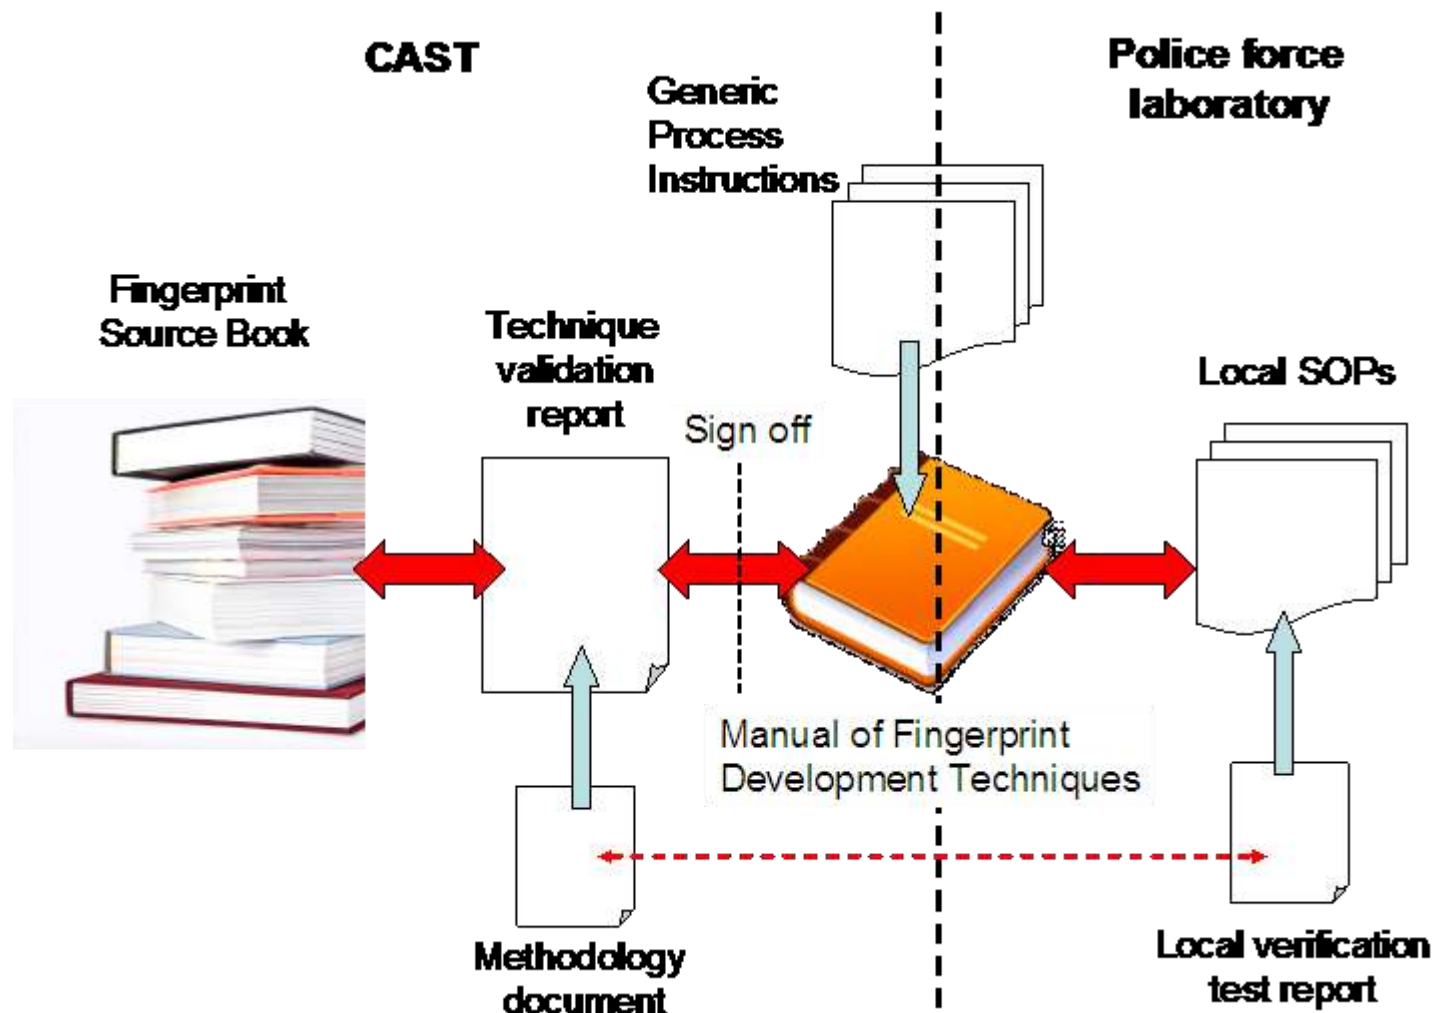 CAST
Police force
laboratory
Generic
Process
Instructions
Fingerprint
Source Book
Technique
validation
report
Sign off
Local SOPs
Manual of Fingerprint
Development Techniques
Methodology
document
Local verification
test report